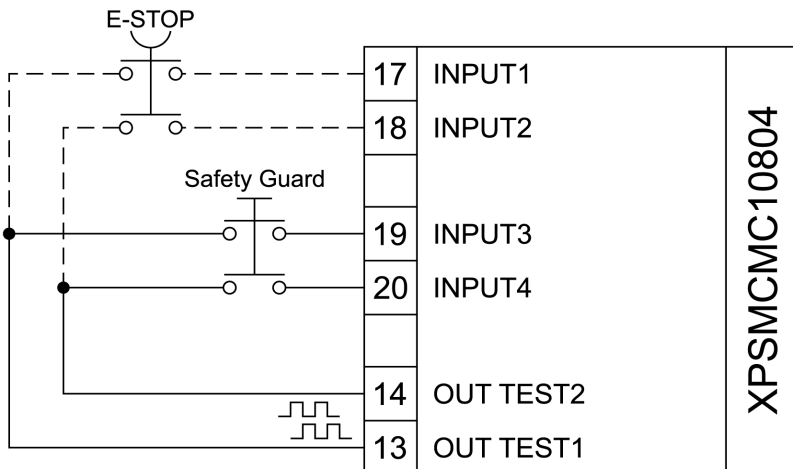 E-STOP
17 INPUT1
18 INPUT2
Safety Guard
19 INPUT3
20 INPUT4
14 OUT TEST2
13 OUT TEST1
XPSMCMC10804